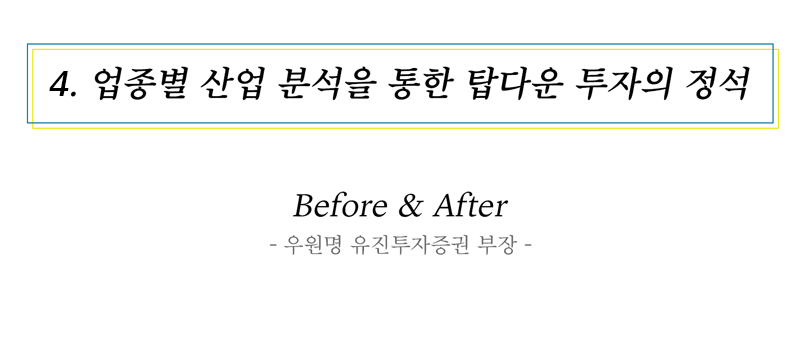 4. 업종별 산업 분석을 통한 탑다운 투자의 정석
Before & After
- 우원명 유진투자증권 부장 -